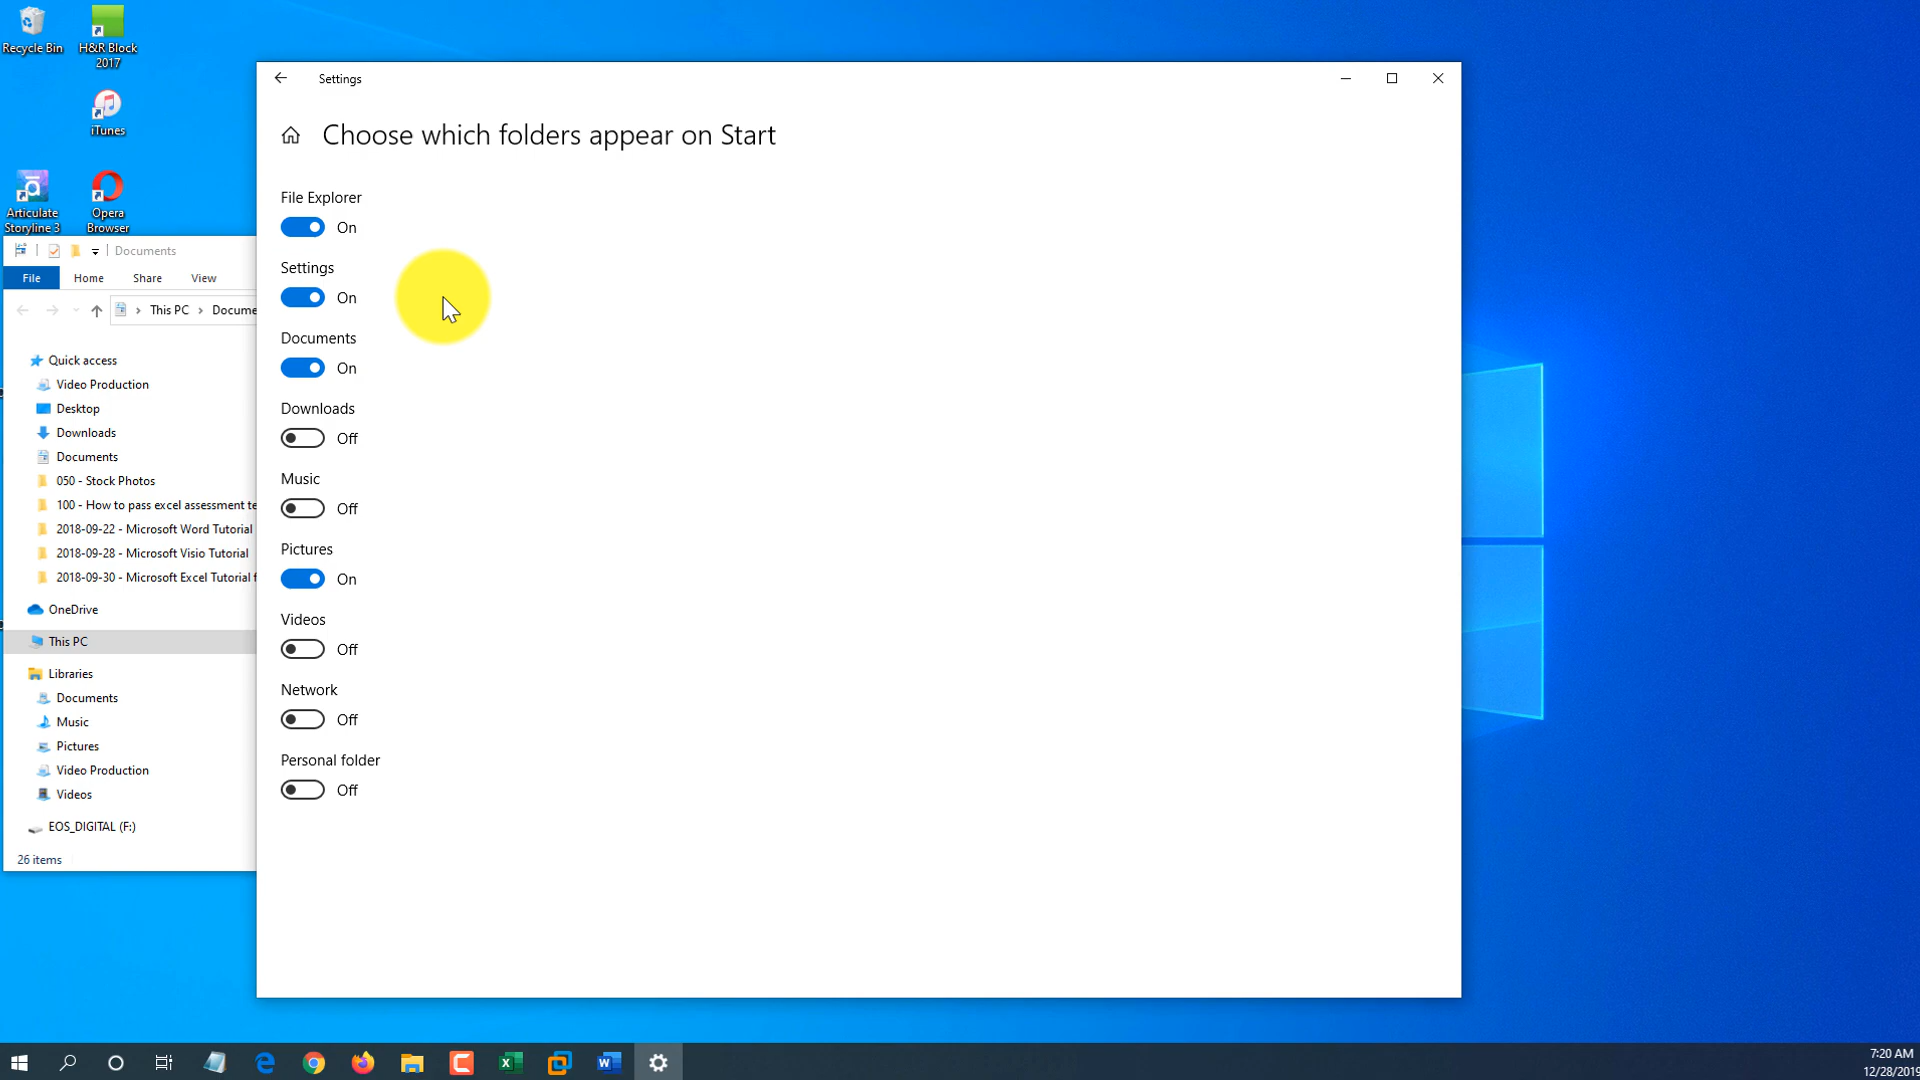 Recycle Bin
H&R Block
2017
iTunes
Articulate
Storyline 3
Opera
Browser
Documents
File
Home
Share
View
This PC
Docume
Quick access
Video Production
Desktop
Downloads
Documents
050 - Stock Photos
100 - How to pass excel assessment te
2018-09-22 - Microsoft Word Tutorial
2018-09-28 - Microsoft Visio Tutorial
2018-09-30 - Microsoft Excel Tutorial f
OneDrive
This PC
Libraries
Documents
Music
Pictures
Video Production
Videos
EOS_DIGITAL (F:)
26 items
Settings
Choose which folders appear on Start
File Explorer
On
Settings
On
Documents
On
Downloads
Off
Music
Off
Pictures
On
Videos
Off
Network
Off
Personal folder
Off
7:20 AM
12/28/2019